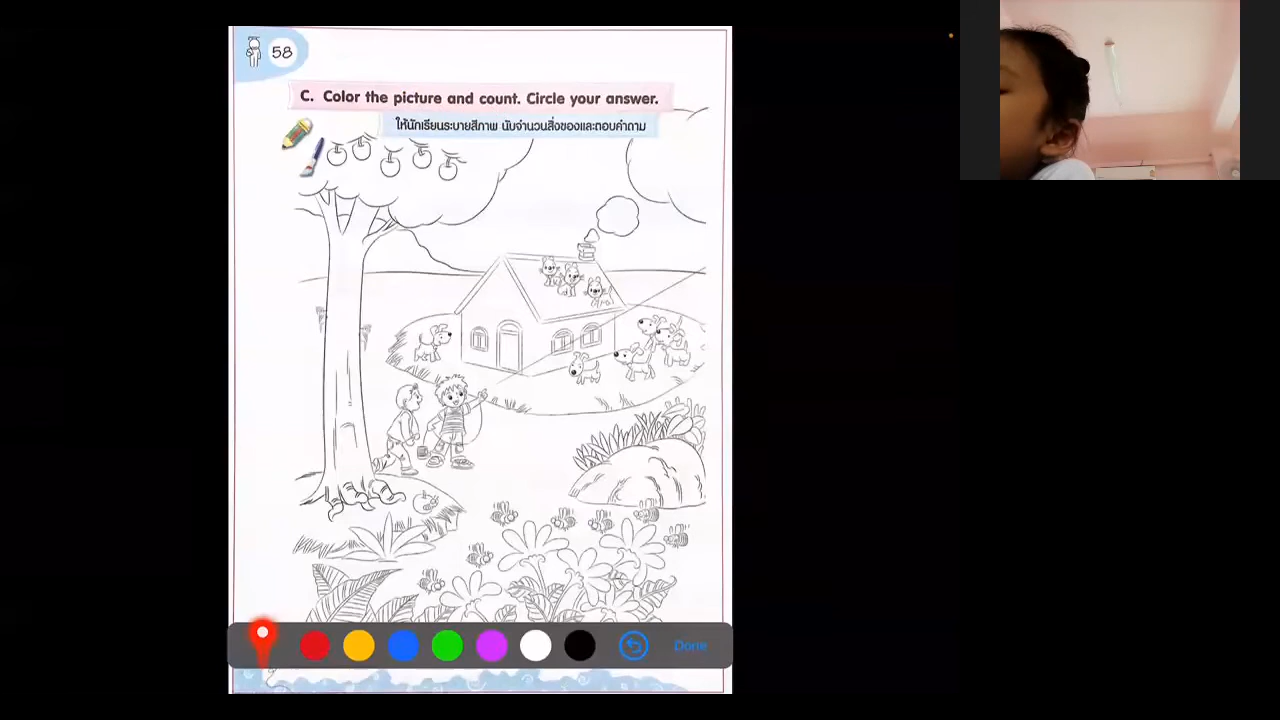 58
C. Color the picture and count. Circle your answer.
ให้นักเรียนระบายสีภาพ นับจำนวนสิ่งของและตอบคำถาม
Done